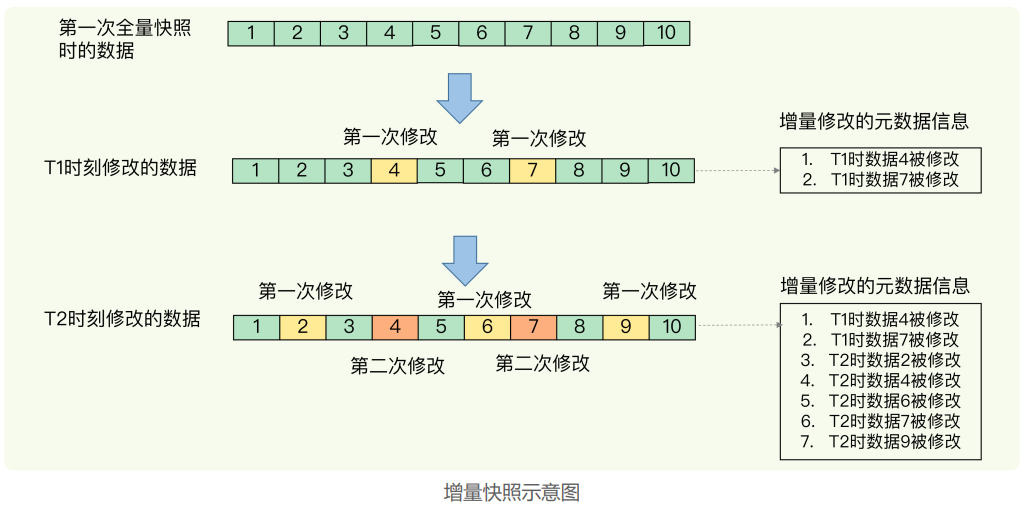 第一次全量快照
时的数据
1 2 3 4 5 6 7 8 9 10
第一次修改 第一次修改
T1时刻修改的数据
1 2 3 4 5 6 7 8 9 10
增量修改的元数据信息
1. T1时数据4被修改
2. T1时数据7被修改
第一次修改 第一次修改 第一次修改
T2时刻修改的数据
1 2 3 4 5 6 7 8 9 10
第二次修改 第二次修改
增量修改的元数据信息
1. T1时数据4被修改
2. T1时数据7被修改
3. T2时数据2被修改
4. T2时数据4被修改
5. T2时数据6被修改
6. T2时数据7被修改
7. T2时数据9被修改
增量快照示意图